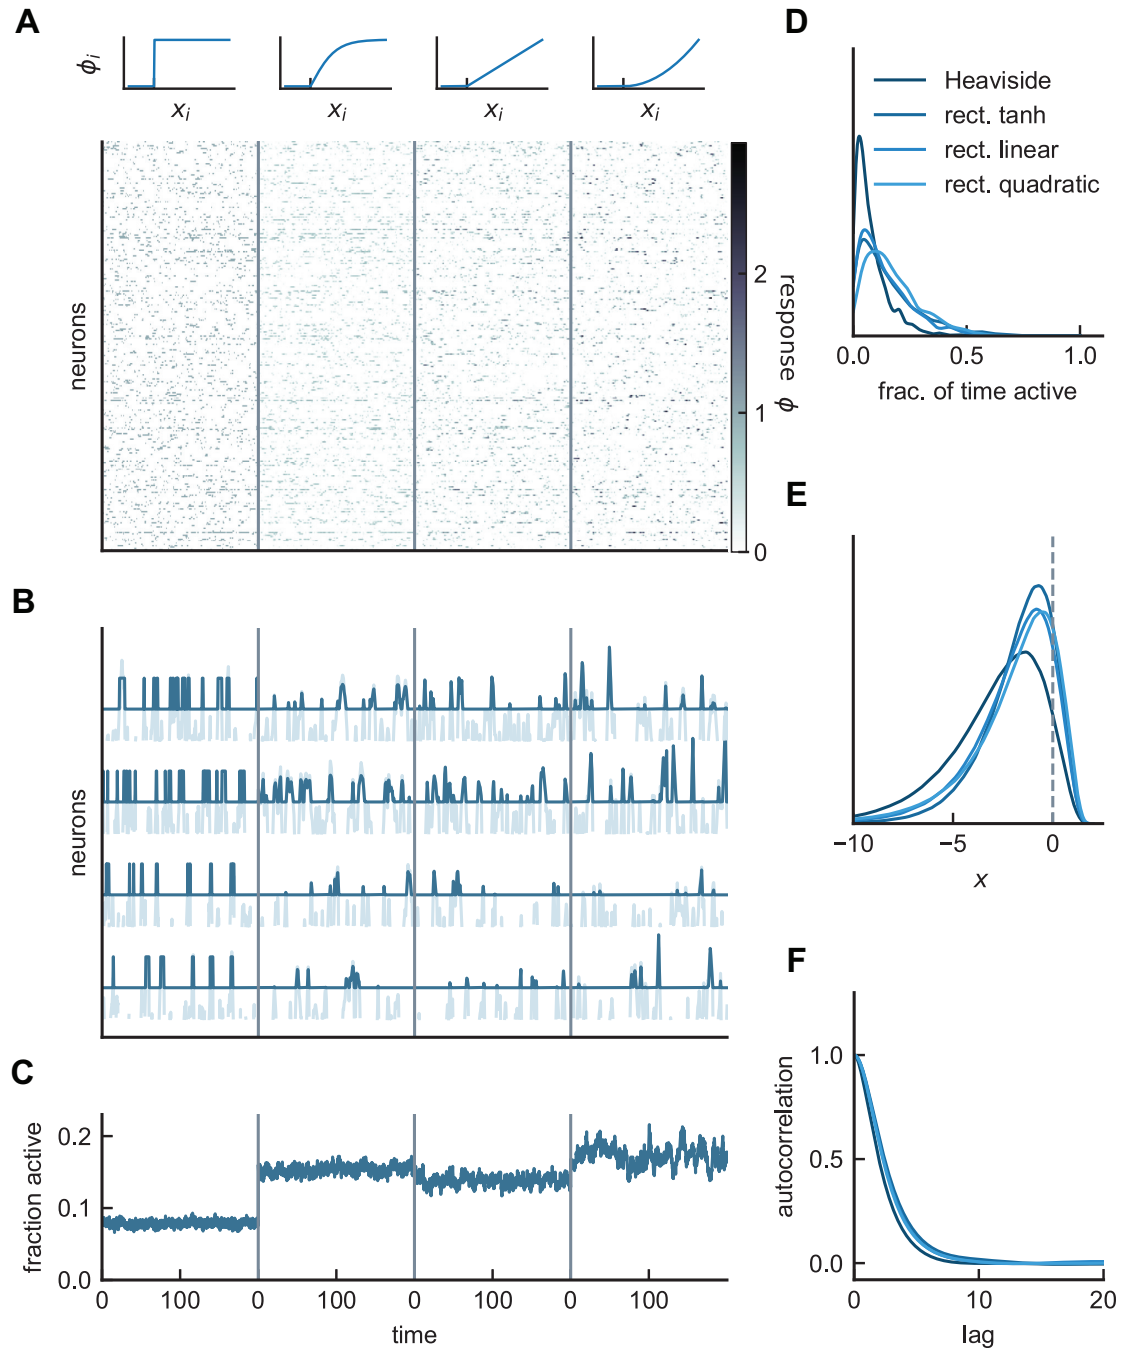 A
ϕi
xi
xi
xi
xi
neurons
2
1
0
response ϕ
B
neurons
C
fraction active
0.2
0.1
0.0
0
100
0
100
0
100
0
100
time
D
Heaviside
rect. tanh
rect. linear
rect. quadratic
0.0
0.5
1.0
frac. of time active
E
−10
−5
0
x
F
autocorrelation
1.0
0.5
0.0
0
10
20
lag